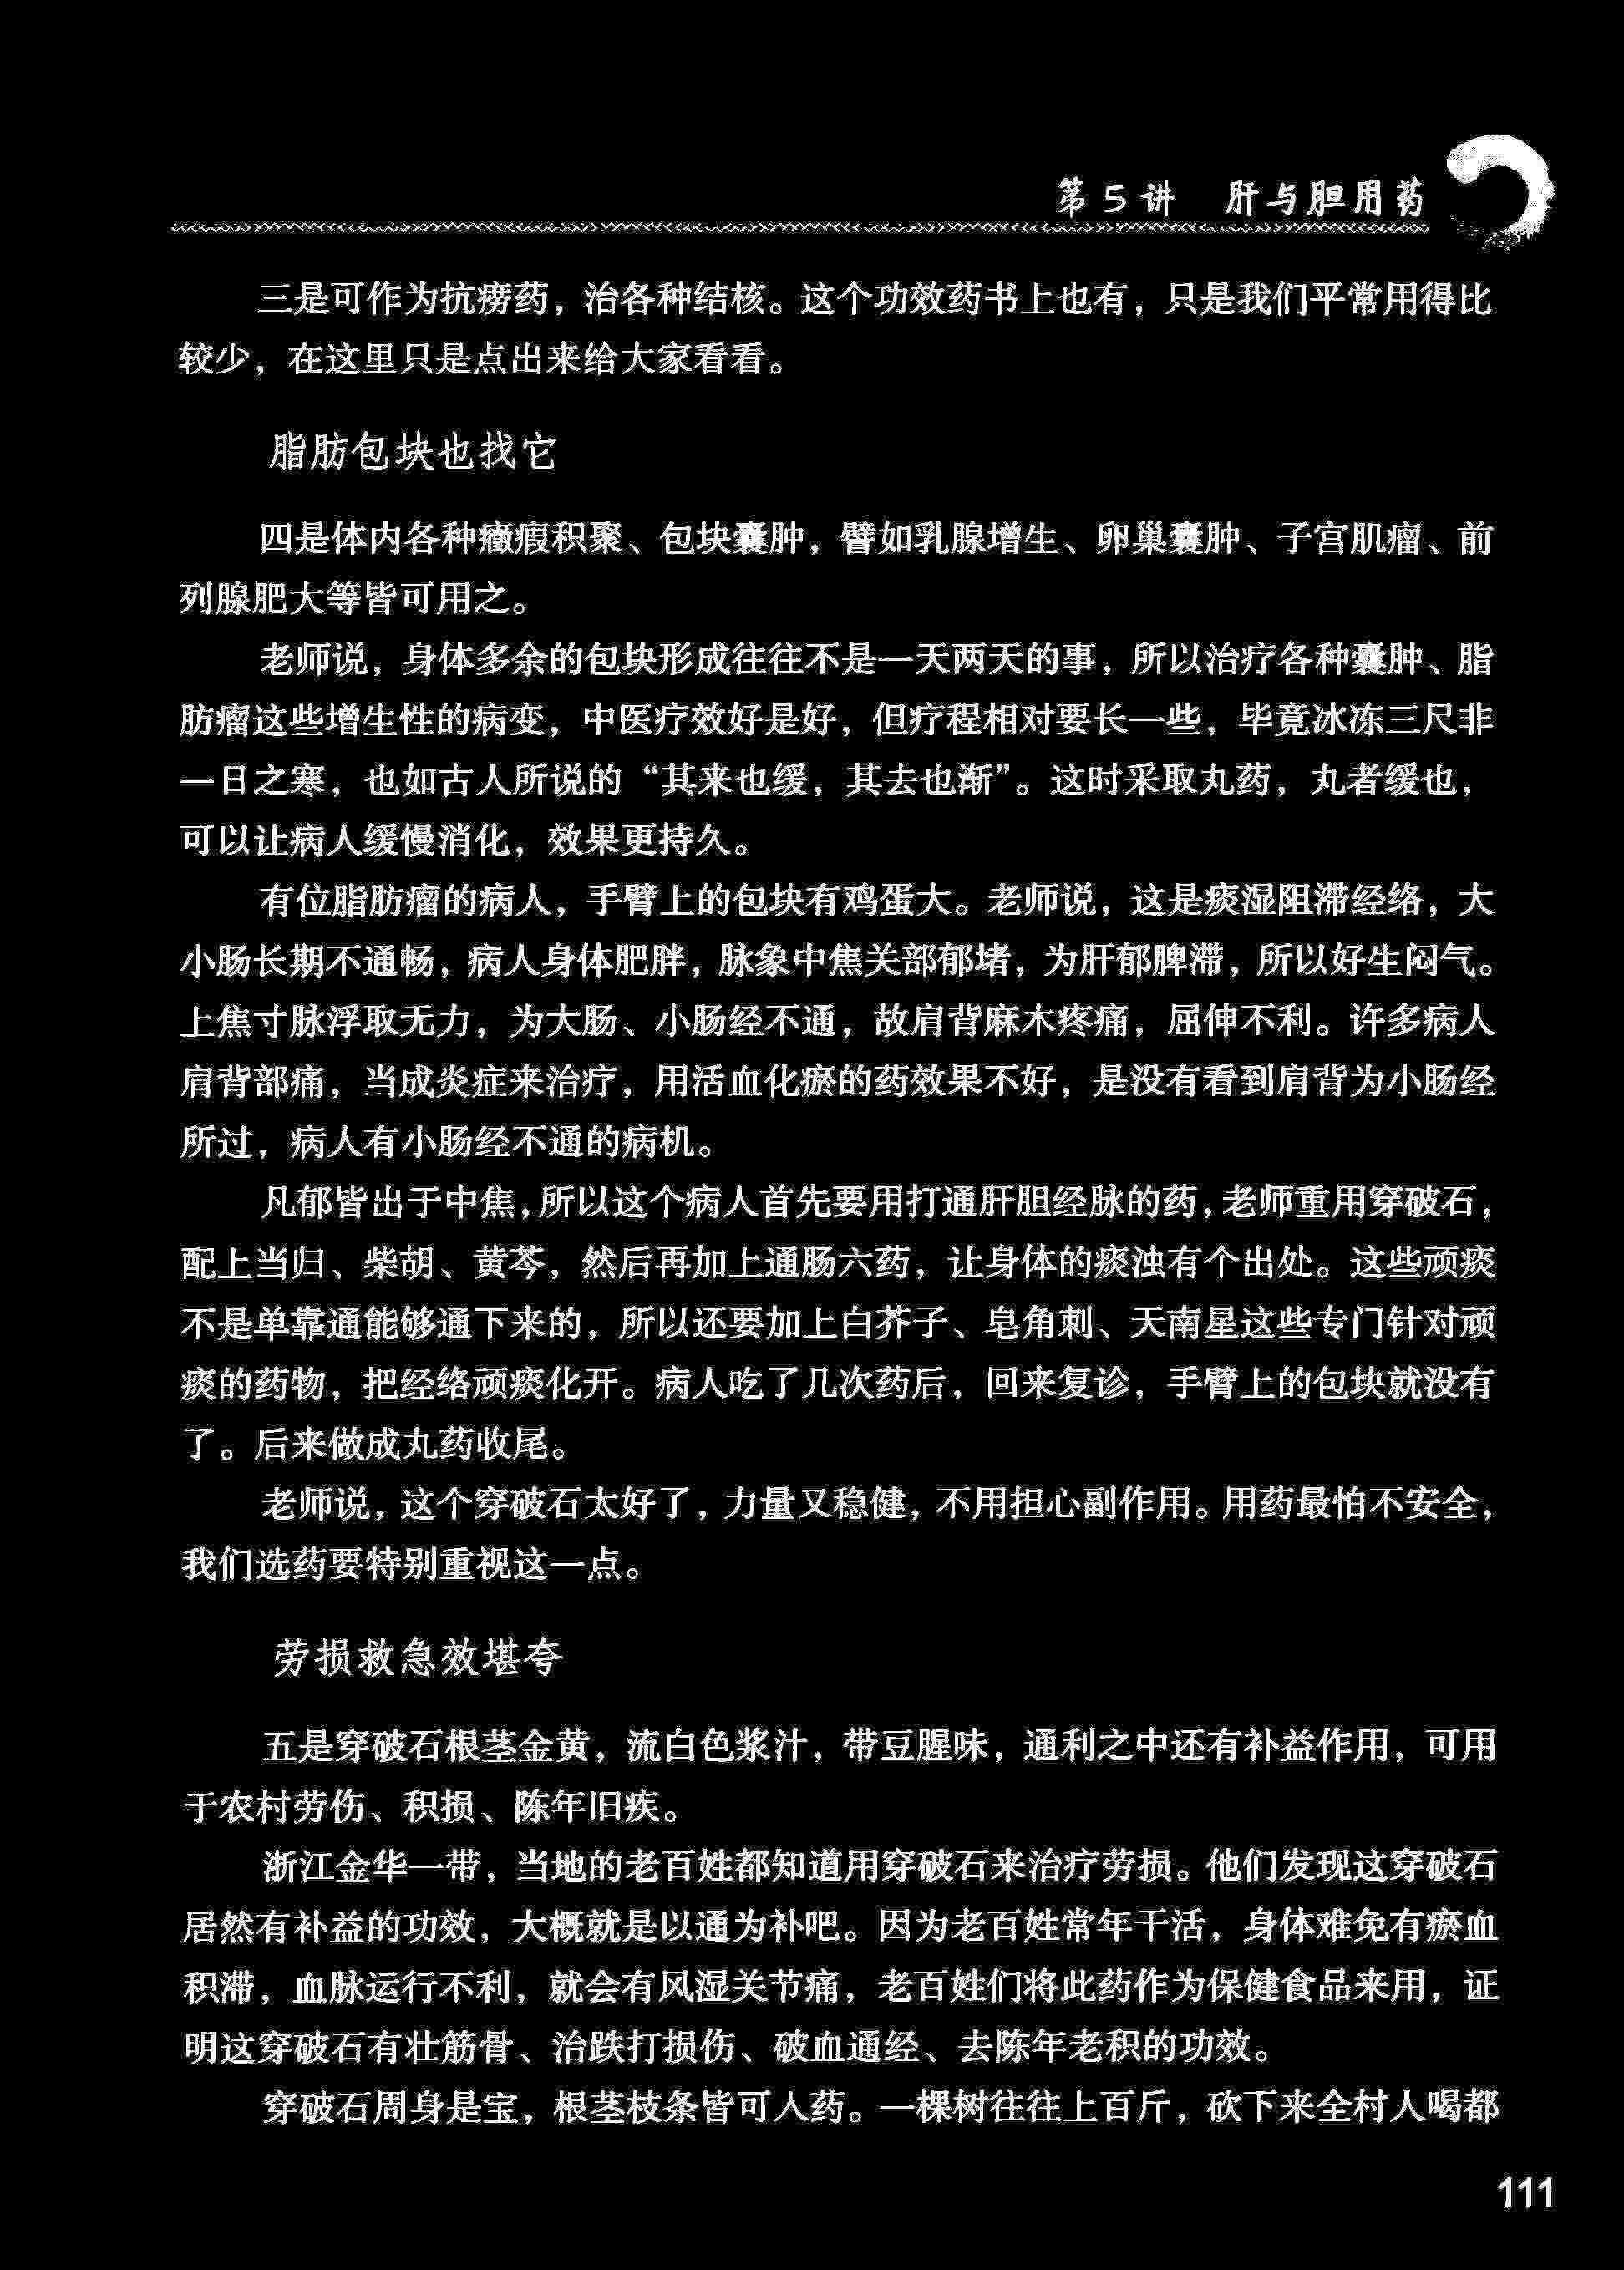 第5讲 肝与胆用药
三是可作为抗痨药，治各种结核。这个功效药书上也有，只是我们平常用得比
较少，在这里只是点出来给大家看看。
脂肪包块也找它
四是体内各种癥瘕积聚、包块囊肿，譬如乳腺增生、卵巢囊肿、子宫肌瘤、前
列腺肥大等皆可用之。
老师说，身体多余的包块形成往往不是一天两天的事，所以治疗各种囊肿、脂
肪瘤这些增生性的病变，中医疗效好是好，但疗程相对要长一些，毕竟冰冻三尺非
一日之寒，也如古人所说的“其来也缓，其去也渐”。这时采取丸药，丸者缓也，
可以让病人缓慢消化，效果更持久。
有位脂肪瘤的病人，手臂上的包块有鸡蛋大。老师说，这是痰湿阻滞经络，大
小肠长期不通畅，病人身体肥胖，脉象中焦关部郁堵，为肝郁脾滞，所以好生闷气。
上焦寸脉浮取无力，为大肠、小肠经不通，故肩背麻木疼痛，屈伸不利。许多病人
肩背部痛，当成炎症来治疗，用活血化瘀的药效果不好，是没有看到肩背为小肠经
所过，病人有小肠经不通的病机。
凡郁皆出于中焦，所以这个病人首先要用打通肝胆经脉的药，老师重用穿破石，
配上当归、柴胡、黄芩，然后再加上通肠六药，让身体的痰浊有个出处。这些顽痰
不是单靠通能够通下来的，所以还要加上白芥子、皂角刺、天南星这些专门针对顽
痰的药物，把经络顽痰化开。病人吃了几次药后，回来复诊，手臂上的包块就没有
了。后来做成丸药收尾。
老师说，这个穿破石太好了，力量又稳健，不用担心副作用。用药最怕不安全，
我们选药要特别重视这一点。
劳损救急效堪夸
五是穿破石根茎金黄，流白色浆汁，带豆腥味，通利之中还有补益作用，可用
于农村劳伤、积损、陈年旧疾。
浙江金华一带，当地的老百姓都知道用穿破石来治疗劳损。他们发现这穿破石
居然有补益的功效，大概就是以通为补吧。因为老百姓常年干活，身体难免有瘀血
积滞，血脉运行不利，就会有风湿关节痛，老百姓们将此药作为保健食品来用，证
明这穿破石有壮筋骨、治跌打损伤、破血通经、去陈年老积的功效。
穿破石周身是宝，根茎枝条皆可入药。一棵树往往上百斤，砍下来全村人喝都
111